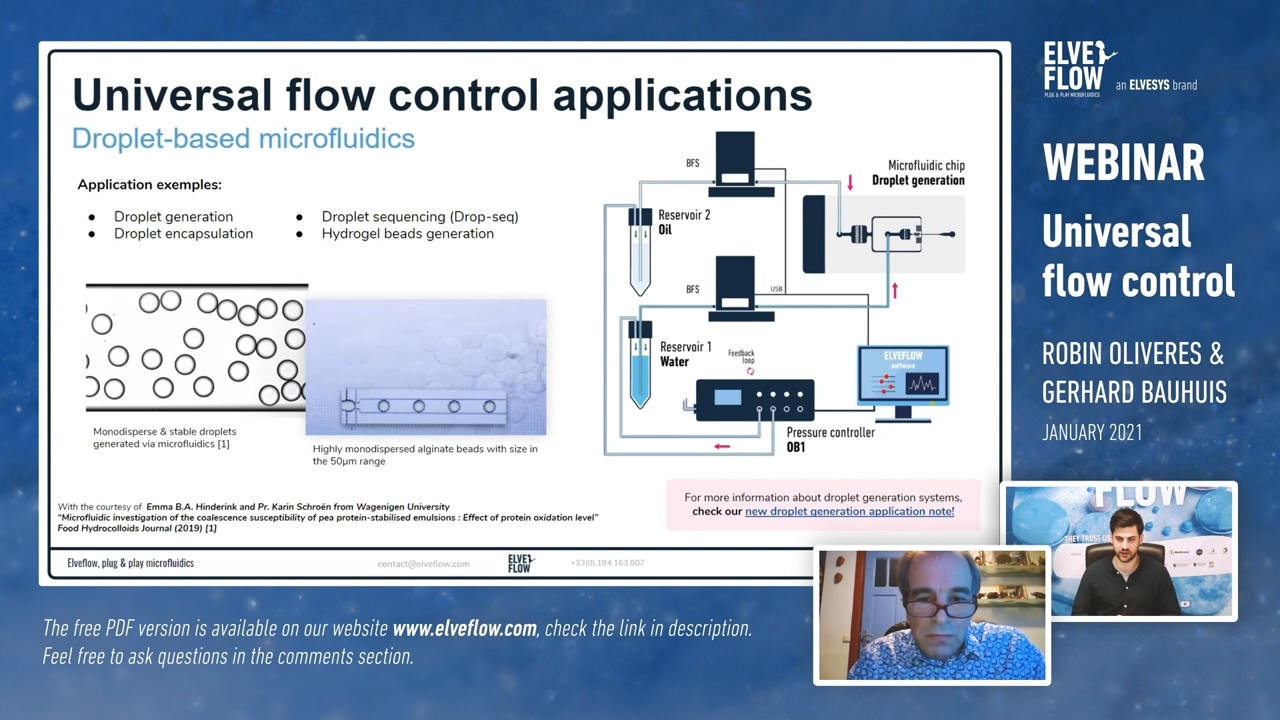 Universal flow control applications
Droplet-based microfluidics
Application exemples:
● Droplet generation
● Droplet encapsulation
● Droplet sequencing (Drop-seq)
● Hydrogel beads generation
Monodisperse & stable droplets
generated via microfluidics [1]
Highly monodispersed alginate beads with size in
the 50µm range
BFS
Reservoir 2
Oil
Microfluidic chip
Droplet generation
BFS
USB
Reservoir 1
Water
Feedback
loop
ELVEFLOW
software
Pressure controller
OB1
For more information about droplet generation systems,
check our new droplet generation application note!
With the courtesy of Emma B.A. Hinderink and Pr. Karin Schroën from Wagenigen University
"Microfluidic investigation of the coalescence susceptibility of pea protein-stabilised emulsions : Effect of protein oxidation level"
Food Hydrocolloids Journal (2019) [1]
Elveflow, plug & play microfluidics
contact@elveflow.com
ELVE
FLOW
+33(0).184.163.807
ELVE
FLOW
PLUG & PLAY MICROFLUIDICS
an ELVESYS brand
WEBINAR
Universal
flow control
ROBIN OLIVERES &
GERHARD BAUHUIS
JANUARY 2021
FLOW
THEY TRUST US
The free PDF version is available on our website www.elveflow.com, check the link in description.
Feel free to ask questions in the comments section.